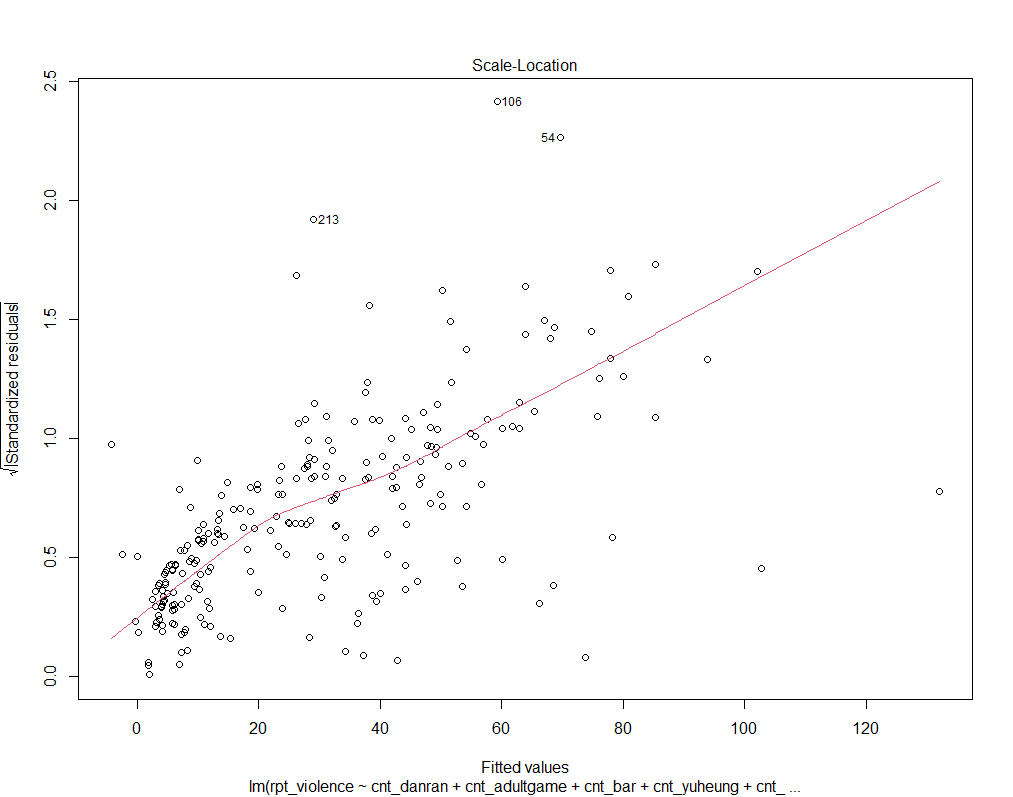 Scale-Location
2.5
2.0
1.5
1.0
0.5
0.0
√|Standardized residuals|
106
54
213
0 20 40 60 80 100 120
Fitted values
lm(rpt_violence ~ cnt_danran + cnt_adultgame + cnt_bar + cnt_yuheung + cnt_ ...